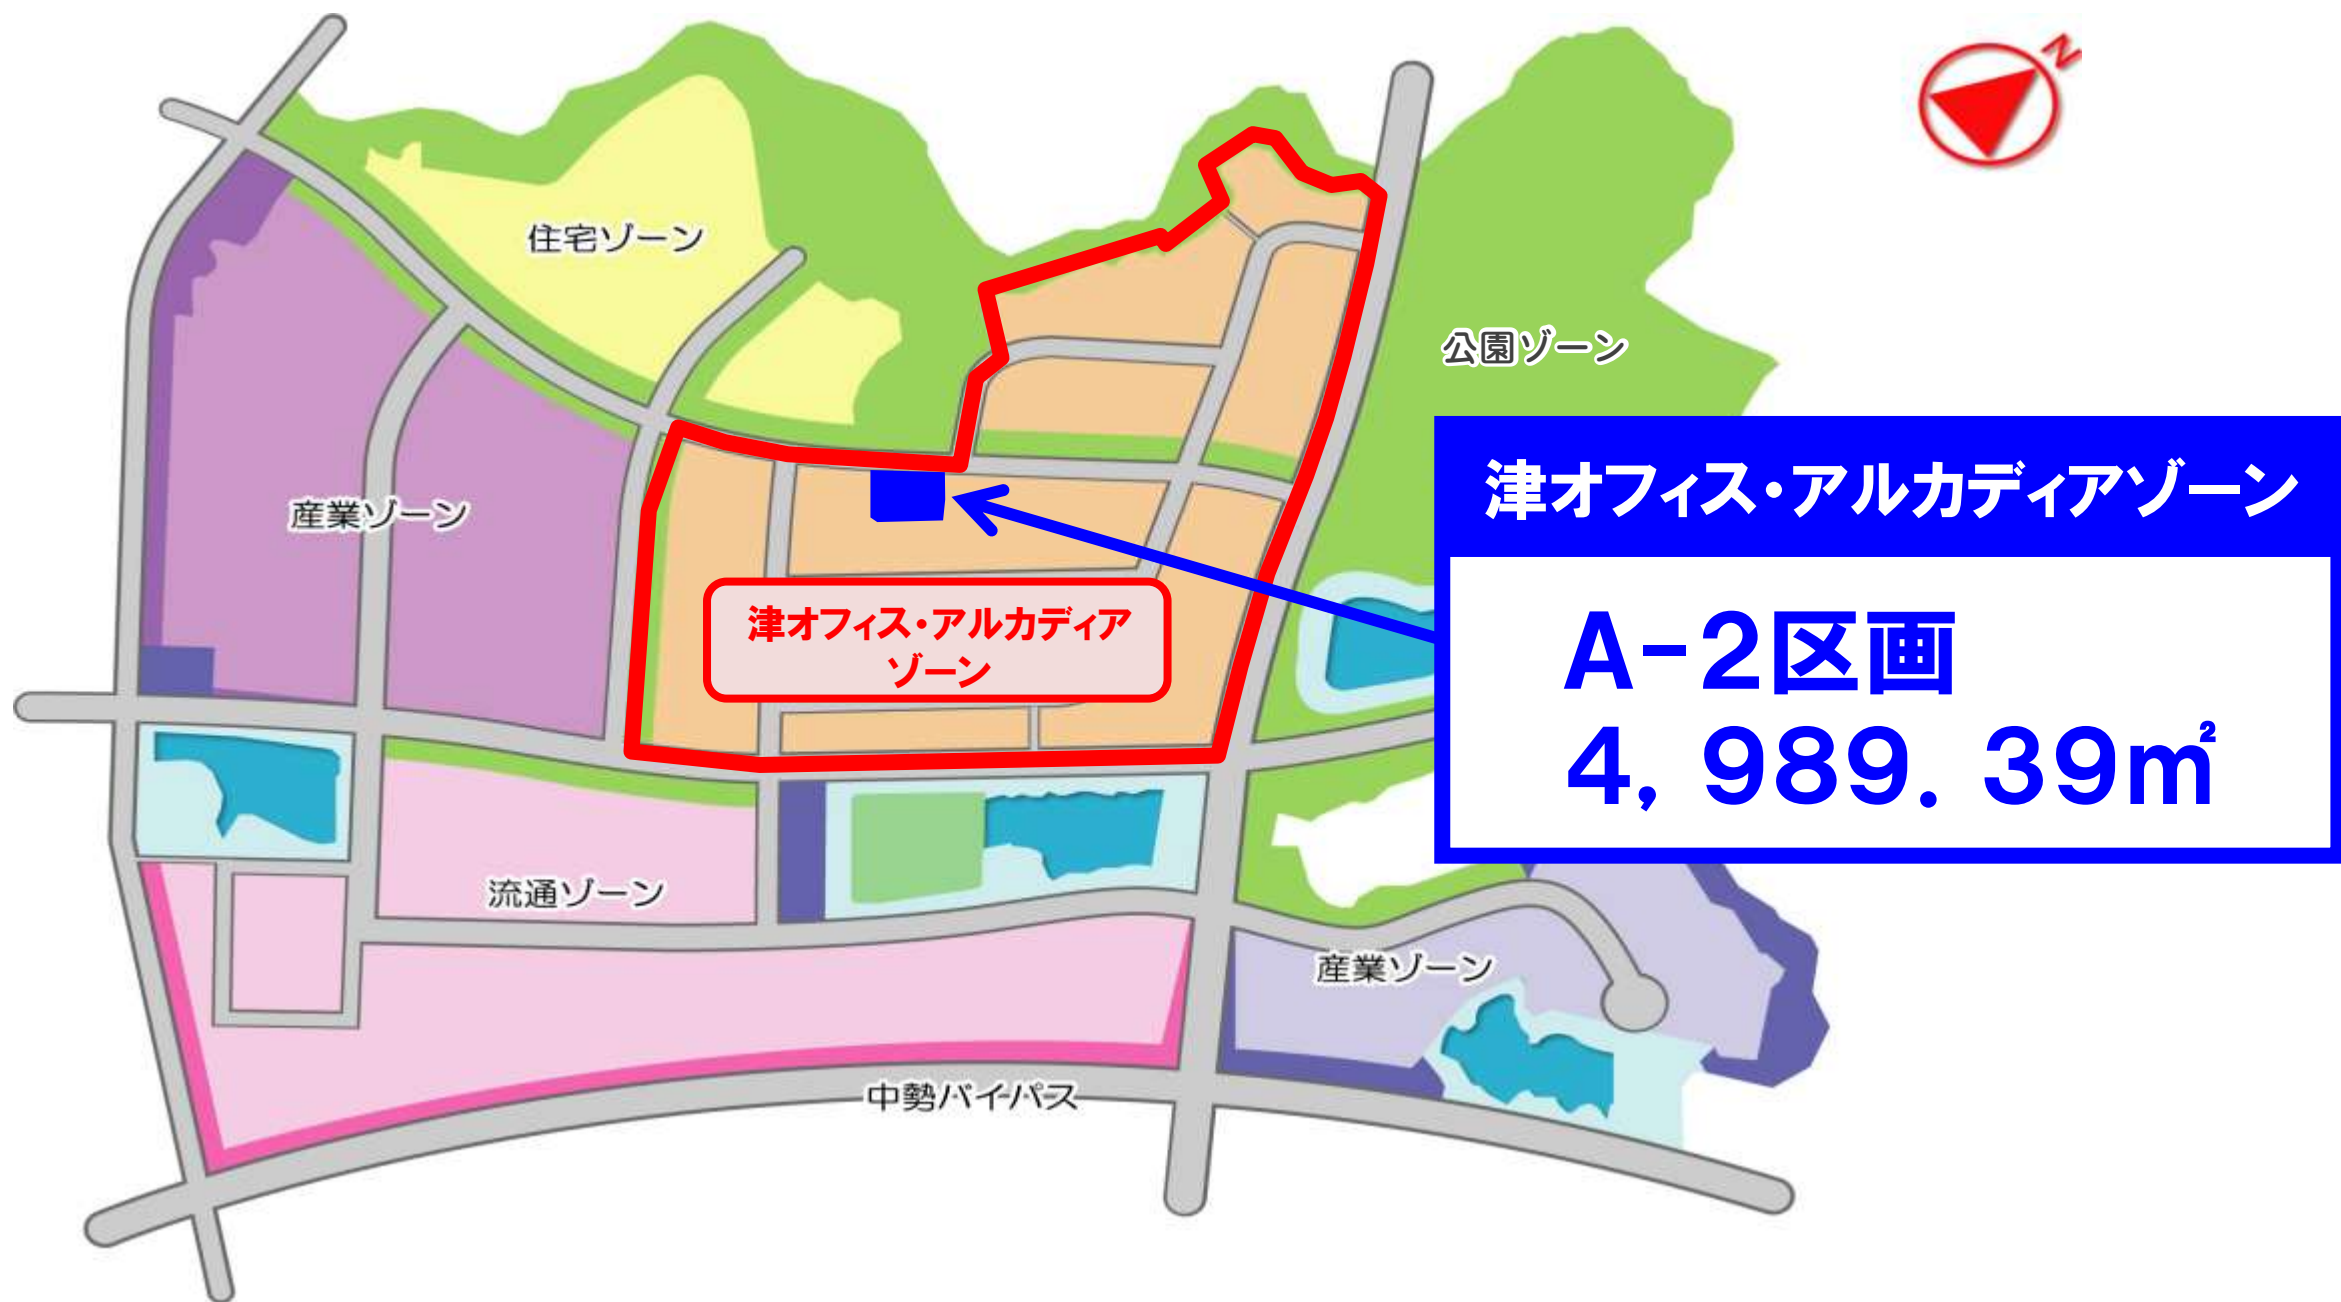 N
住宅ゾーン
公園ゾーン
産業ゾーン
津オフィス・アルカディアゾーン
A-2区画
4，989．39㎡
津オフィス・アルカディア
ゾーン
流通ゾーン
産業ゾーン
中勢バイパス